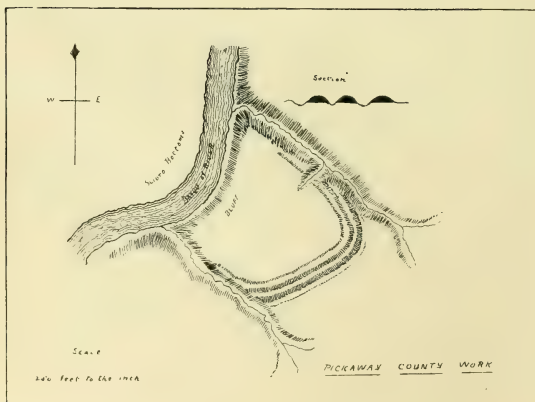 Section
W E
Scioto Bottoms
Bluff
Scale
feet to the inch
PICKAWAY COUNTY WORK